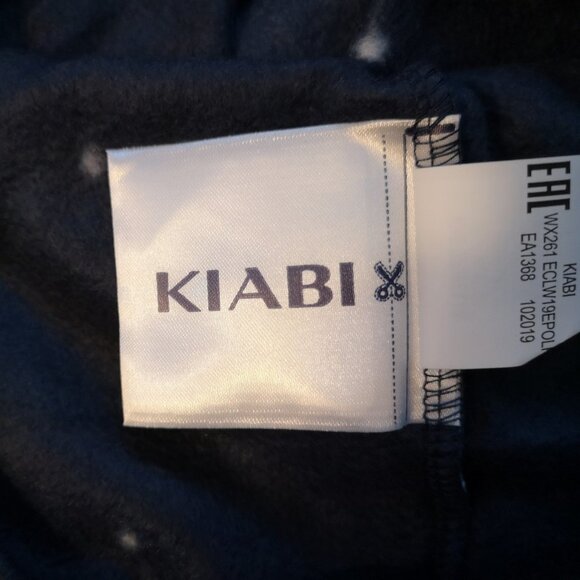 KIABI
EAC
KIABI
WX261 ECLW19EPOL
EA1368 102019